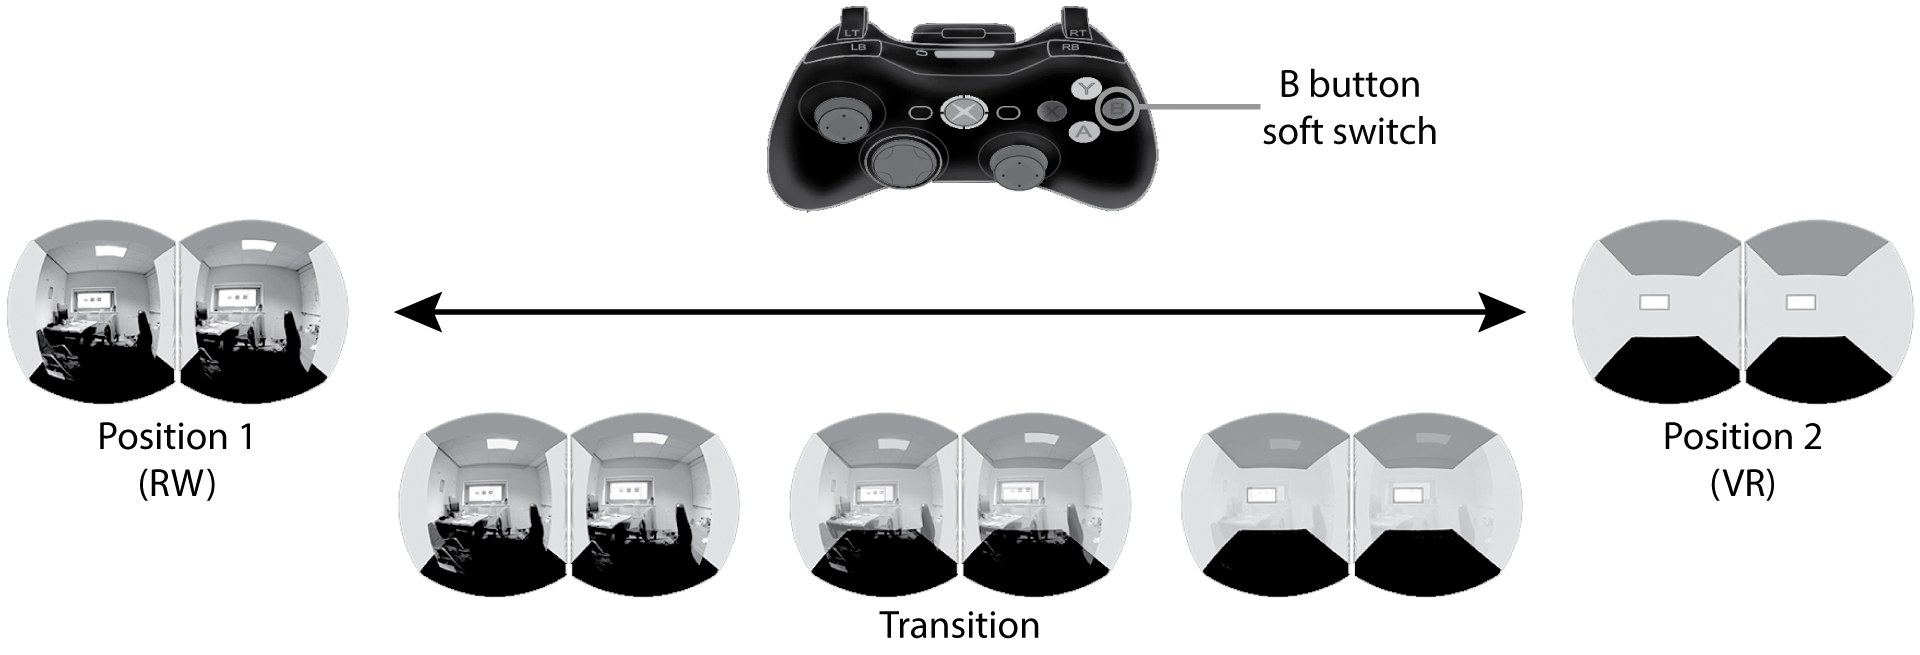 LT
RT
LB
RB
Y
X
B
A
B button
soft switch
Position 1
(RW)
Position 2
(VR)
Transition